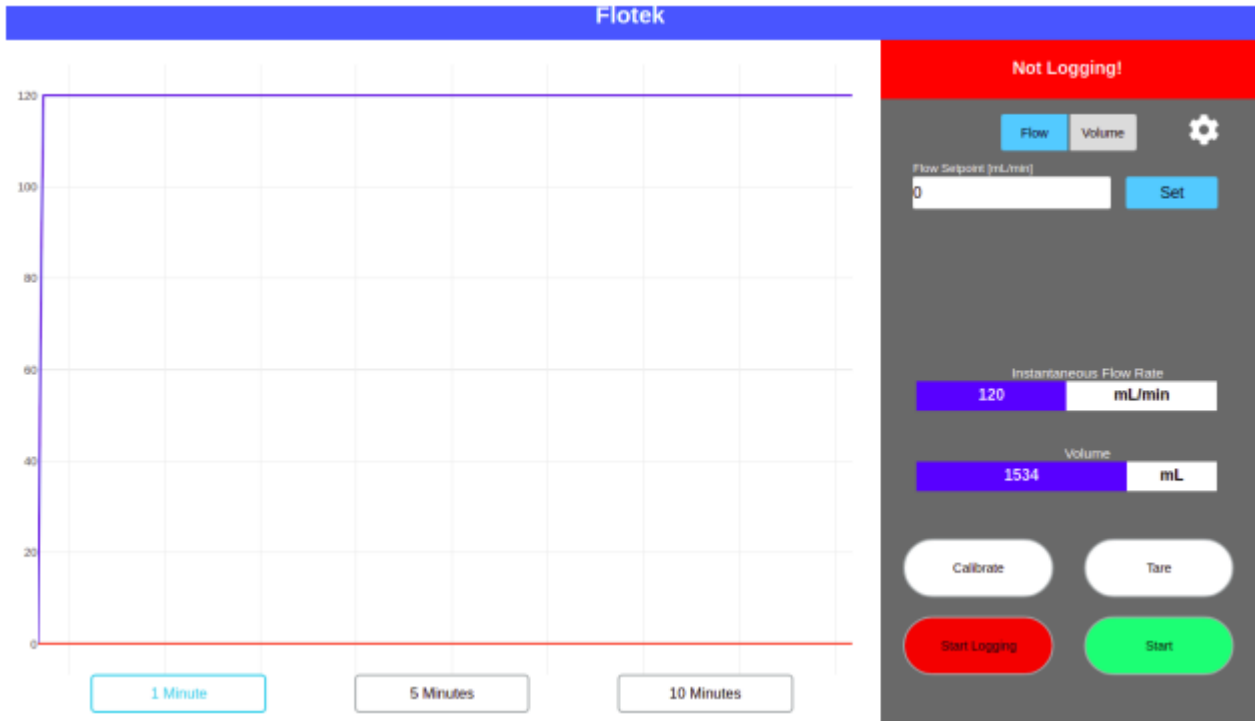 Flotek
120
100
80
60
40
20
0
1 Minute
5 Minutes
10 Minutes
Not Logging!
Flow Volume
Flow Setpoint [mL/min]
0 Set
Instantaneous Flow Rate
120 mL/min
Volume
1534 mL
Calibrate Tare
Start Logging Start